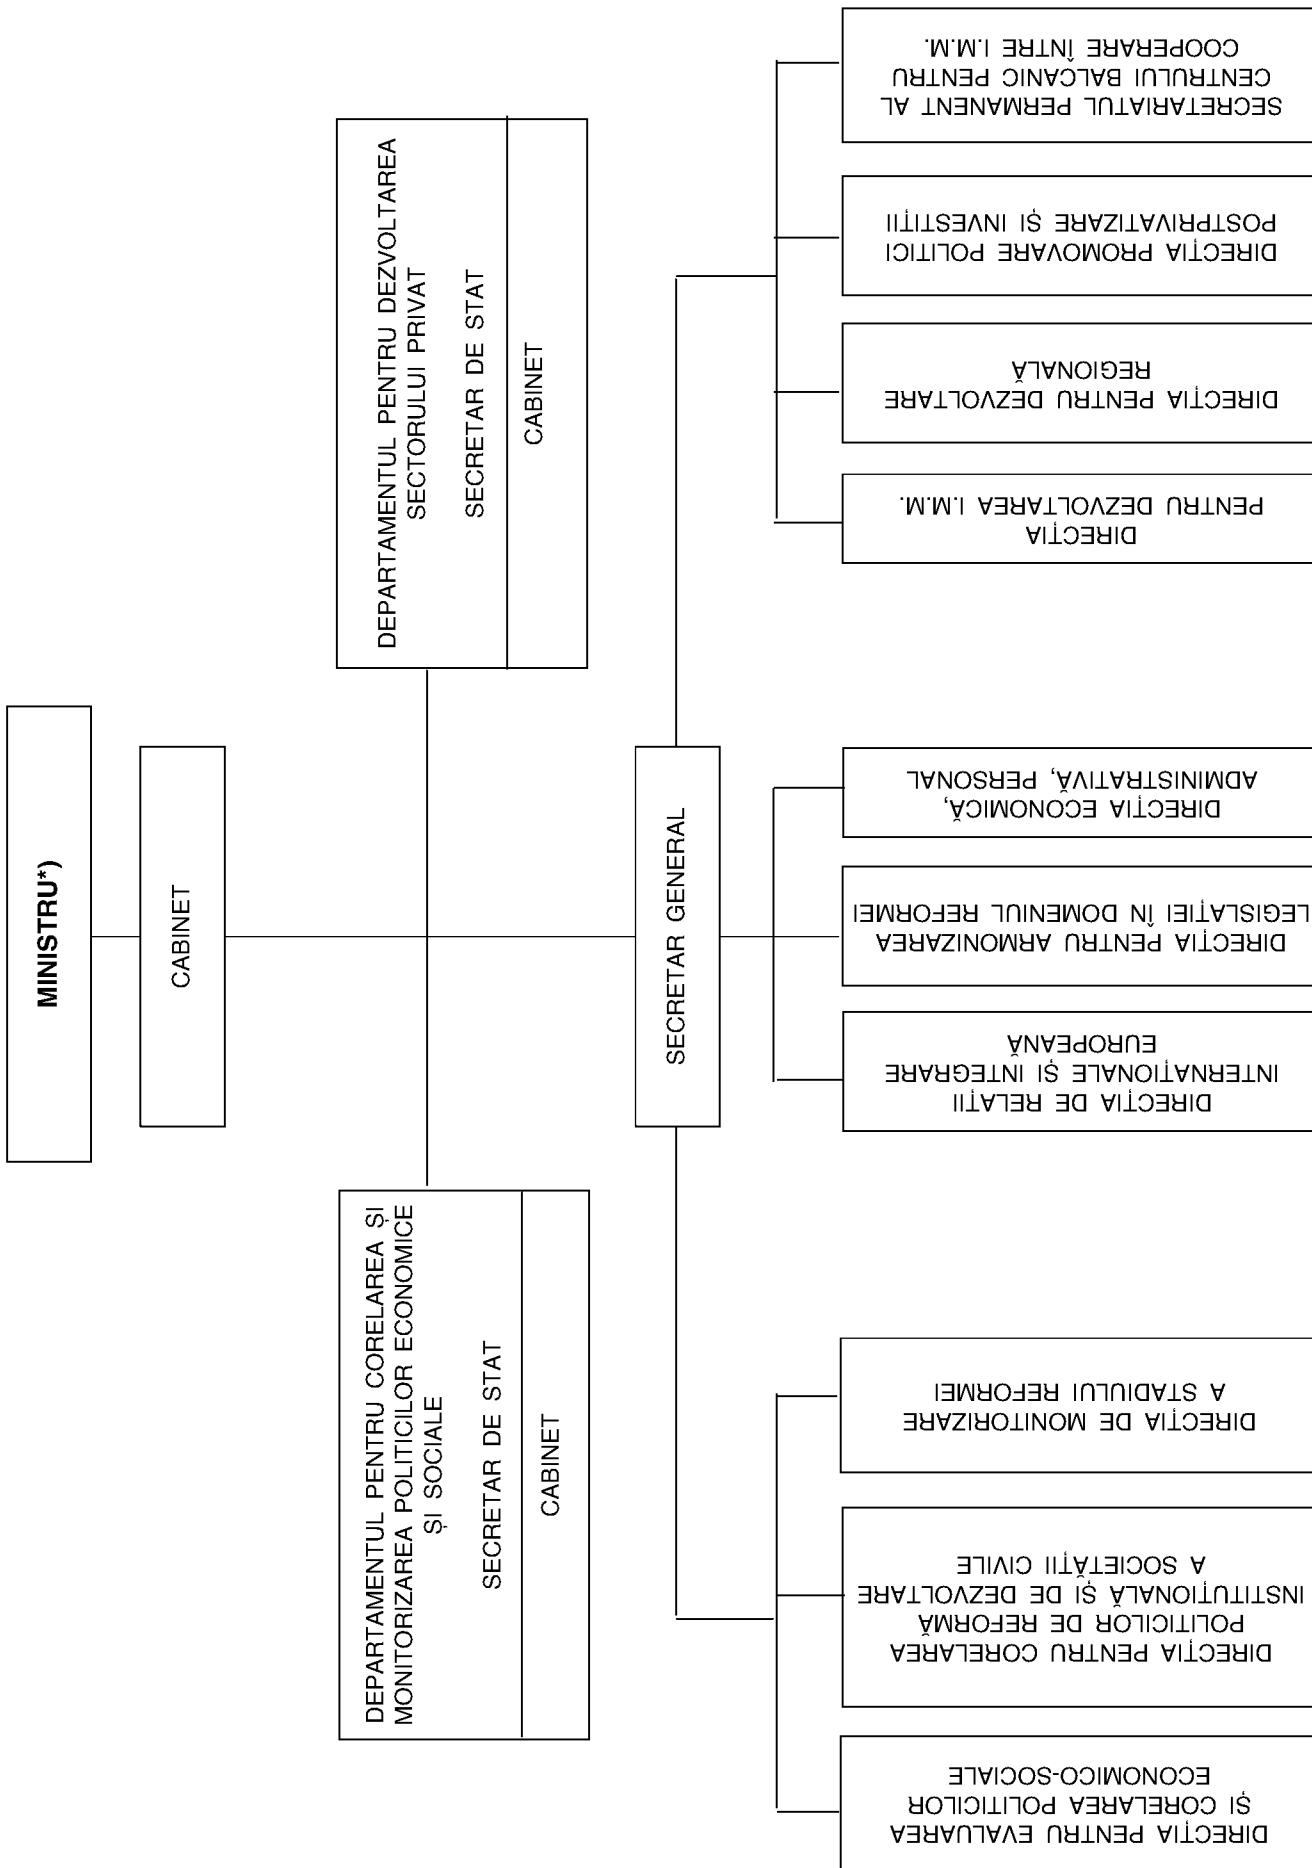 MINISTRU*)
CABINET
DEPARTAMENTUL PENTRU CORELAREA ȘI
MONITORIZAREA POLITICILOR ECONOMICE
ȘI SOCIALE
SECRETAR DE STAT
CABINET
DEPARTAMENTUL PENTRU DEZVOLTAREA
SECTORULUI PRIVAT
SECRETAR DE STAT
CABINET
SECRETAR GENERAL
DIRECȚIA PENTRU EVALUAREA
ȘI CORELAREA POLITICILOR
ECONOMICO-SOCIALE
DIRECȚIA PENTRU CORELAREA
POLITICILOR DE REFORMĂ
INSTITUȚIONALĂ ȘI DE DEZVOLTARE
A SOCIETĂȚII CIVILE
DIRECȚIA DE MONITORIZARE
A STADIULUI REFORMEI
DIRECȚIA DE RELAȚII
INTERNAȚIONALE ȘI INTEGRARE
EUROPEANĂ
DIRECȚIA PENTRU ARMONIZAREA
LEGISLAȚIEI ÎN DOMENIUL REFORMEI
DIRECȚIA ECONOMICĂ,
ADMINISTRATIVĂ, PERSONAL
DIRECȚIA
PENTRU DEZVOLTAREA I.M.M.
DIRECȚIA PENTRU DEZVOLTARE
REGIONALĂ
DIRECȚIA PROMOVARE POLITICI
POSTPRIVATIZARE ȘI INVESTIȚII
SECRETARIATUL PERMANENT AL
CENTRULUI BALCANIC PENTRU
COOPERARE ÎNTRE I.M.M.